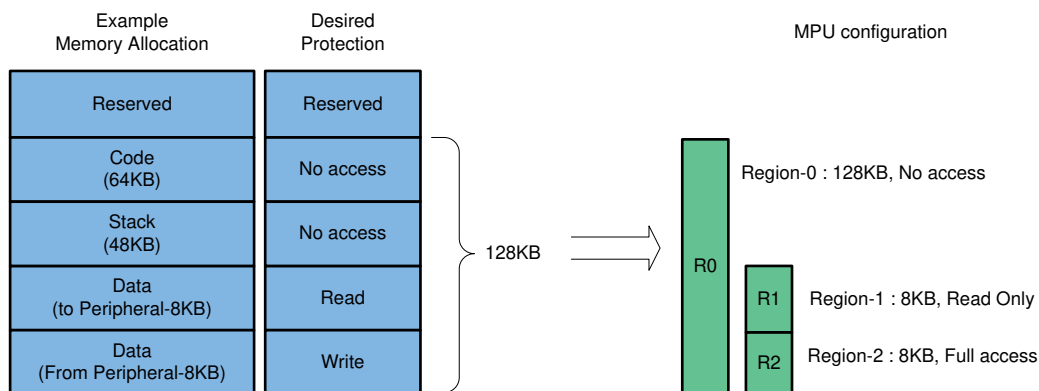 Example
Memory Allocation
Desired
Protection
MPU configuration
Reserved
Reserved
Code
(64KB)
No access
Stack
(48KB)
No access
Data
(to Peripheral-8KB)
Read
Data
(From Peripheral-8KB)
Write
128KB
R0
Region-0 : 128KB, No access
R1
Region-1 : 8KB, Read Only
R2
Region-2 : 8KB, Full access